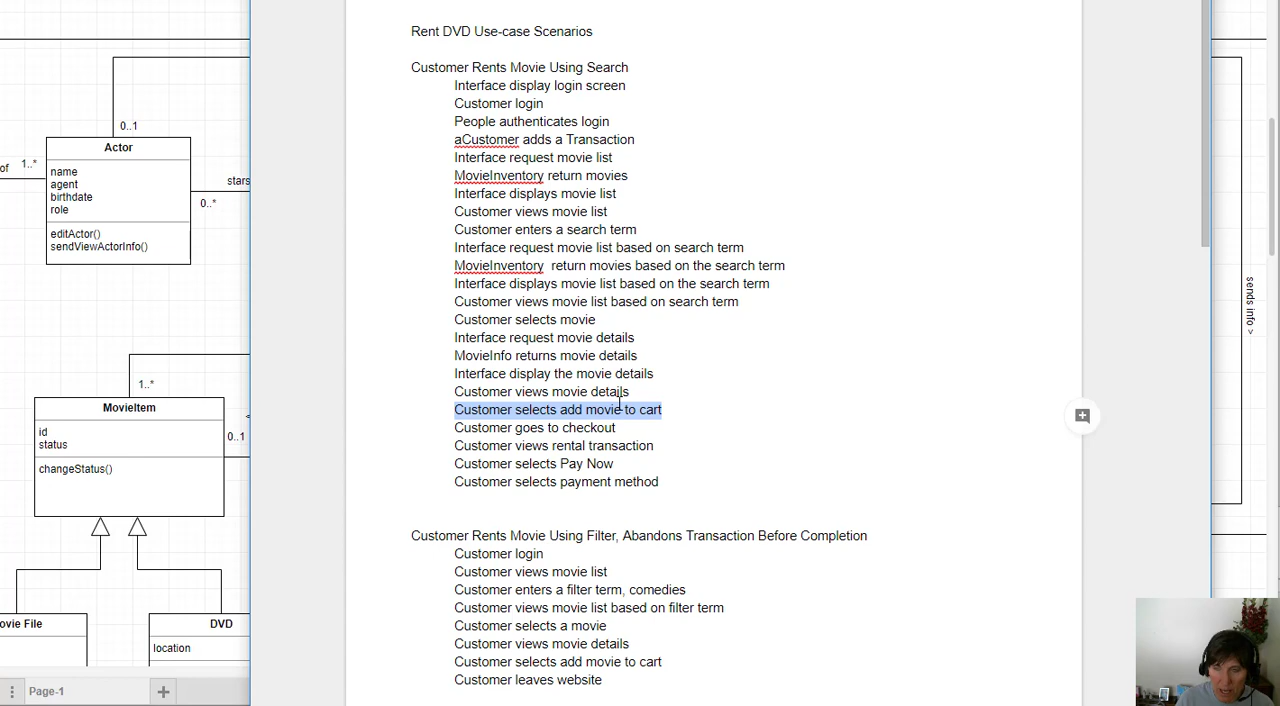 Rent DVD Use-case Scenarios
Customer Rents Movie Using Search
Interface display login screen
Customer login
People authenticates login
aCustomer adds a Transaction
Interface request movie list
MovieInventory return movies
Interface displays movie list
Customer views movie list
Customer enters a search term
Interface request movie list based on search term
MovieInventory return movies based on the search term
Interface displays movie list based on the search term
Customer views movie list based on search term
Customer selects movie
Interface request movie details
MovieInfo returns movie details
Interface display the movie details
Customer views movie details
Customer selects add movie to cart
Customer goes to checkout
Customer views rental transaction
Customer selects Pay Now
Customer selects payment method
Customer Rents Movie Using Filter, Abandons Transaction Before Completion
Customer login
Customer views movie list
Customer enters a filter term, comedies
Customer views movie list based on filter term
Customer selects a movie
Customer views movie details
Customer selects add movie to cart
Customer leaves website
0..1
of
1..*
Actor
name
agent
birthdate
role
editActor()
sendViewActorInfo()
stars
0..*
1..*
MovieItem
id
status
changeStatus()
0..1
ovie File
DVD
location
Page-1
sends info >